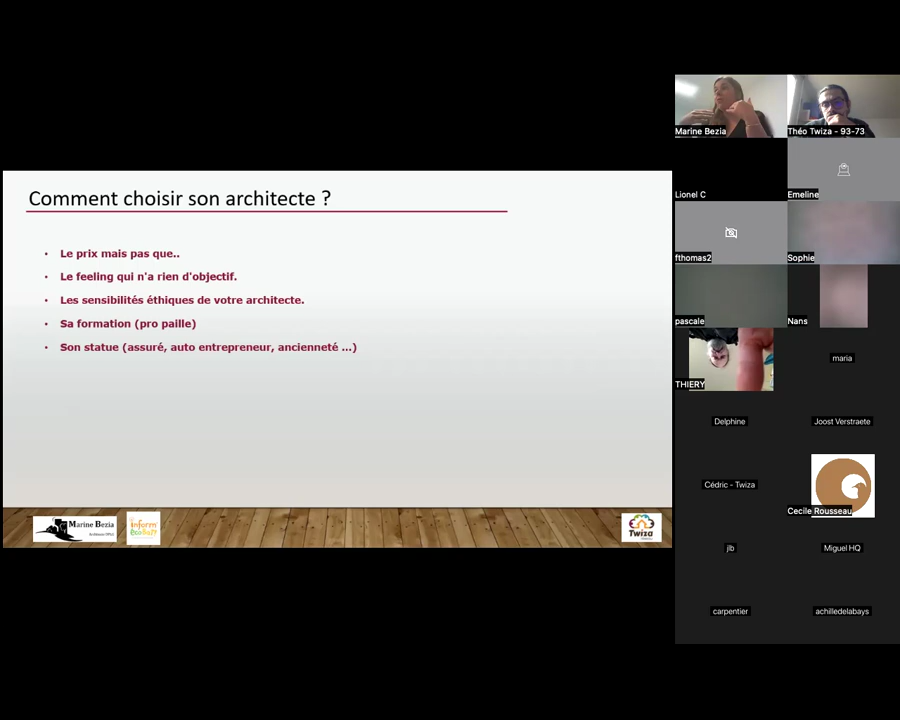 Comment choisir son architecte ?
• Le prix mais pas que..
• Le feeling qui n'a rien d'objectif.
• Les sensibilités éthiques de votre architecte.
• Sa formation (pro paille)
• Son statue (assuré, auto entrepreneur, ancienneté ...)
Marine Bezia
inform'
Twiza
Marine Bezia
Théo Twiza - 93-73
Lionel C
Emeline
fthomas2
Sophie
pascale
Nans
THIERY
maria
Delphine
Joost Verstraete
Cédric - Twiza
Cecile Rousseau
jlb
Miguel HQ
carpentier
achilledelabays